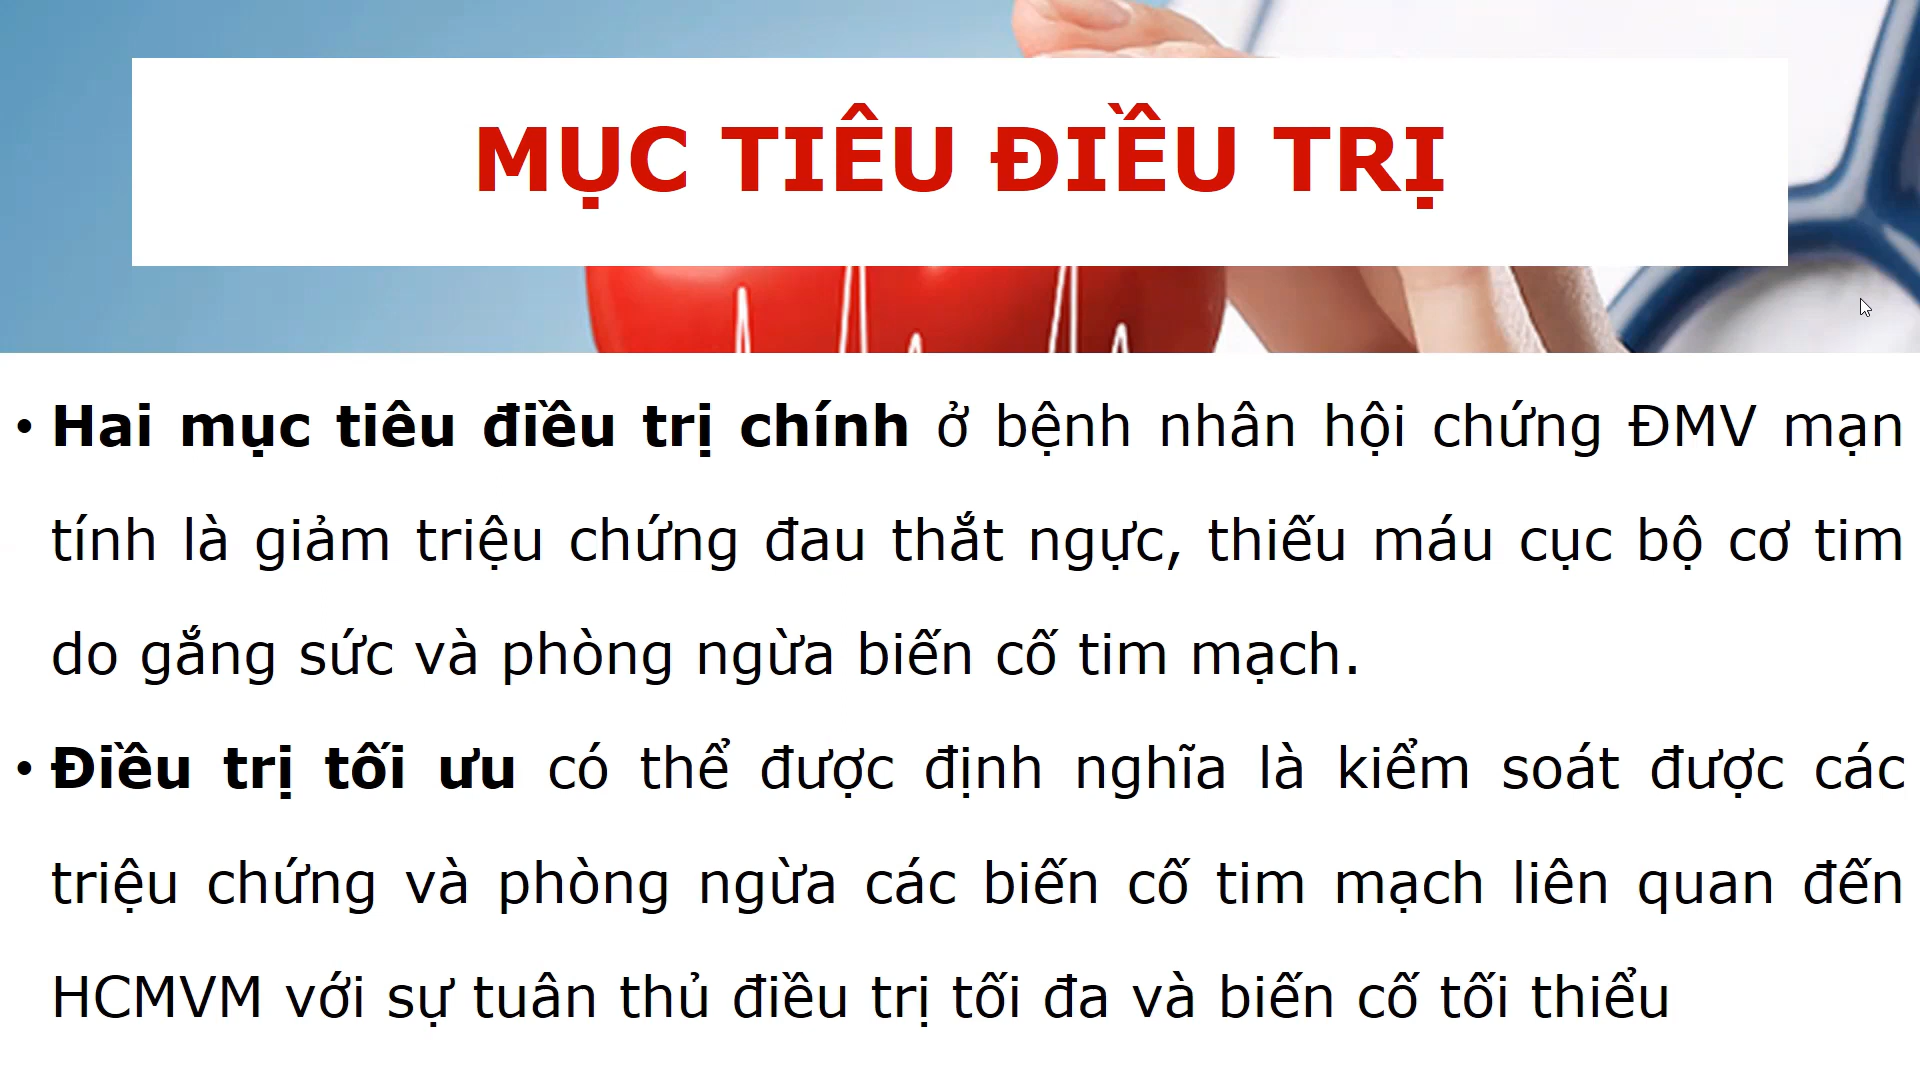 MỤC TIÊU ĐIỀU TRỊ
• Hai mục tiêu điều trị chính ở bệnh nhân hội chứng ĐMV mạn
tính là giảm triệu chứng đau thắt ngực, thiếu máu cục bộ cơ tim
do gắng sức và phòng ngừa biến cố tim mạch.
• Điều trị tối ưu có thể được định nghĩa là kiểm soát được các
triệu chứng và phòng ngừa các biến cố tim mạch liên quan đến
HCMVM với sự tuân thủ điều trị tối đa và biến cố tối thiểu